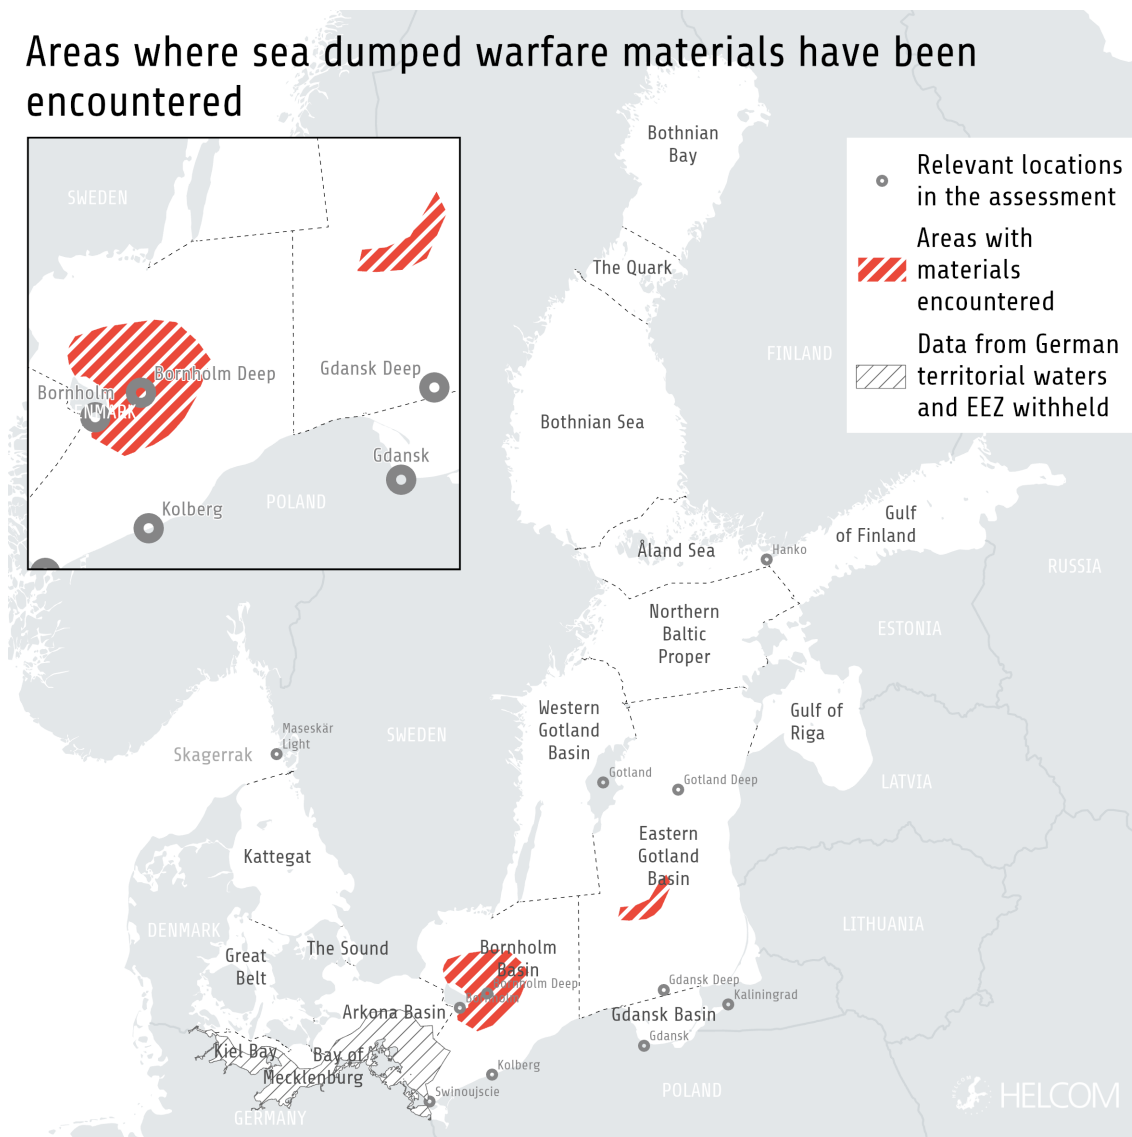 Areas where sea dumped warfare materials have been
encountered
SWEDEN
Bornholm Deep
Bornholm
ENMARK
Gdansk Deep
Gdansk
Kolberg
POLAND
Relevant locations
in the assessment
Areas with
materials
encountered
Data from German
territorial waters
and EEZ withheld
Bothnian
Bay
The Quark
FINLAND
Bothnian Sea
Gulf
of Finland
Åland Sea
Hanko
RUSSIA
Northern
Baltic
Proper
ESTONIA
Western
Gotland
Basin
Gulf of
Riga
Maseskär
Light
Skagerrak
SWEDEN
Gotland
Gotland Deep
LATVIA
Eastern
Gotland
Basin
Kattegat
DENMARK
LITHUANIA
Great
Belt
The Sound
Bornholm
Basin
Bornholm Deep
Bornholm
Arkona Basin
Gdansk Deep
Kaliningrad
Gdansk Basin
Gdansk
Kiel Bay
Bay of
Mecklenburg
Kolberg
Swinoujscie
POLAND
GERMANY
HELCOM